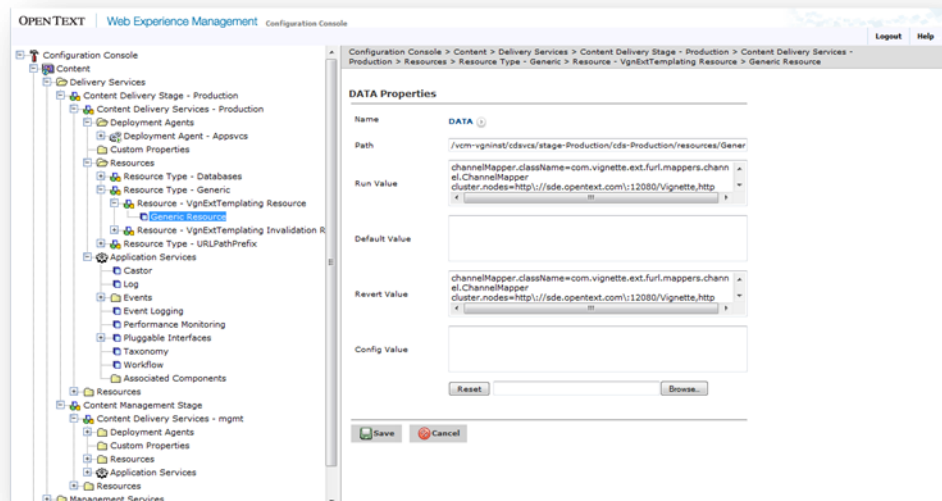 OPEN TEXT | Web Experience Management Configuration Console
Logout Help
Configuration Console
Content
Delivery Services
Content Delivery Stage - Production
Content Delivery Services - Production
Deployment Agents
Deployment Agent - Appsvcs
Custom Properties
Resources
Resource Type - Databases
Resource Type - Generic
Resource - VgnExtTemplating Resource
Generic Resource
Resource - VgnExtTemplating Invalidation R
Resource Type - URLPathPrefix
Application Services
Castor
Log
Events
Event Logging
Performance Monitoring
Pluggable Interfaces
Taxonomy
Workflow
Associated Components
Resources
Content Management Stage
Content Delivery Services - mgmt
Deployment Agents
Custom Properties
Resources
Application Services
Resources
Management Services
Configuration Console > Content > Delivery Services > Content Delivery Stage - Production > Content Delivery Services -
Production > Resources > Resource Type - Generic > Resource - VgnExtTemplating Resource > Generic Resource
DATA Properties
Name DATA
Path /vcm-vgninst/cdsvcs/stage-Production/cds-Production/resources/Gener
Run Value
channelMapper.className=com.vignette.ext.furl.mappers.chann
el.ChannelMapper
cluster.nodes=http\://sde.opentext.com\:12080/Vignette,http
Default Value
Revert Value
channelMapper.className=com.vignette.ext.furl.mappers.chann
el.ChannelMapper
cluster.nodes=http\://sde.opentext.com\:12080/Vignette,http
Config Value
Reset Browse..
Save Cancel